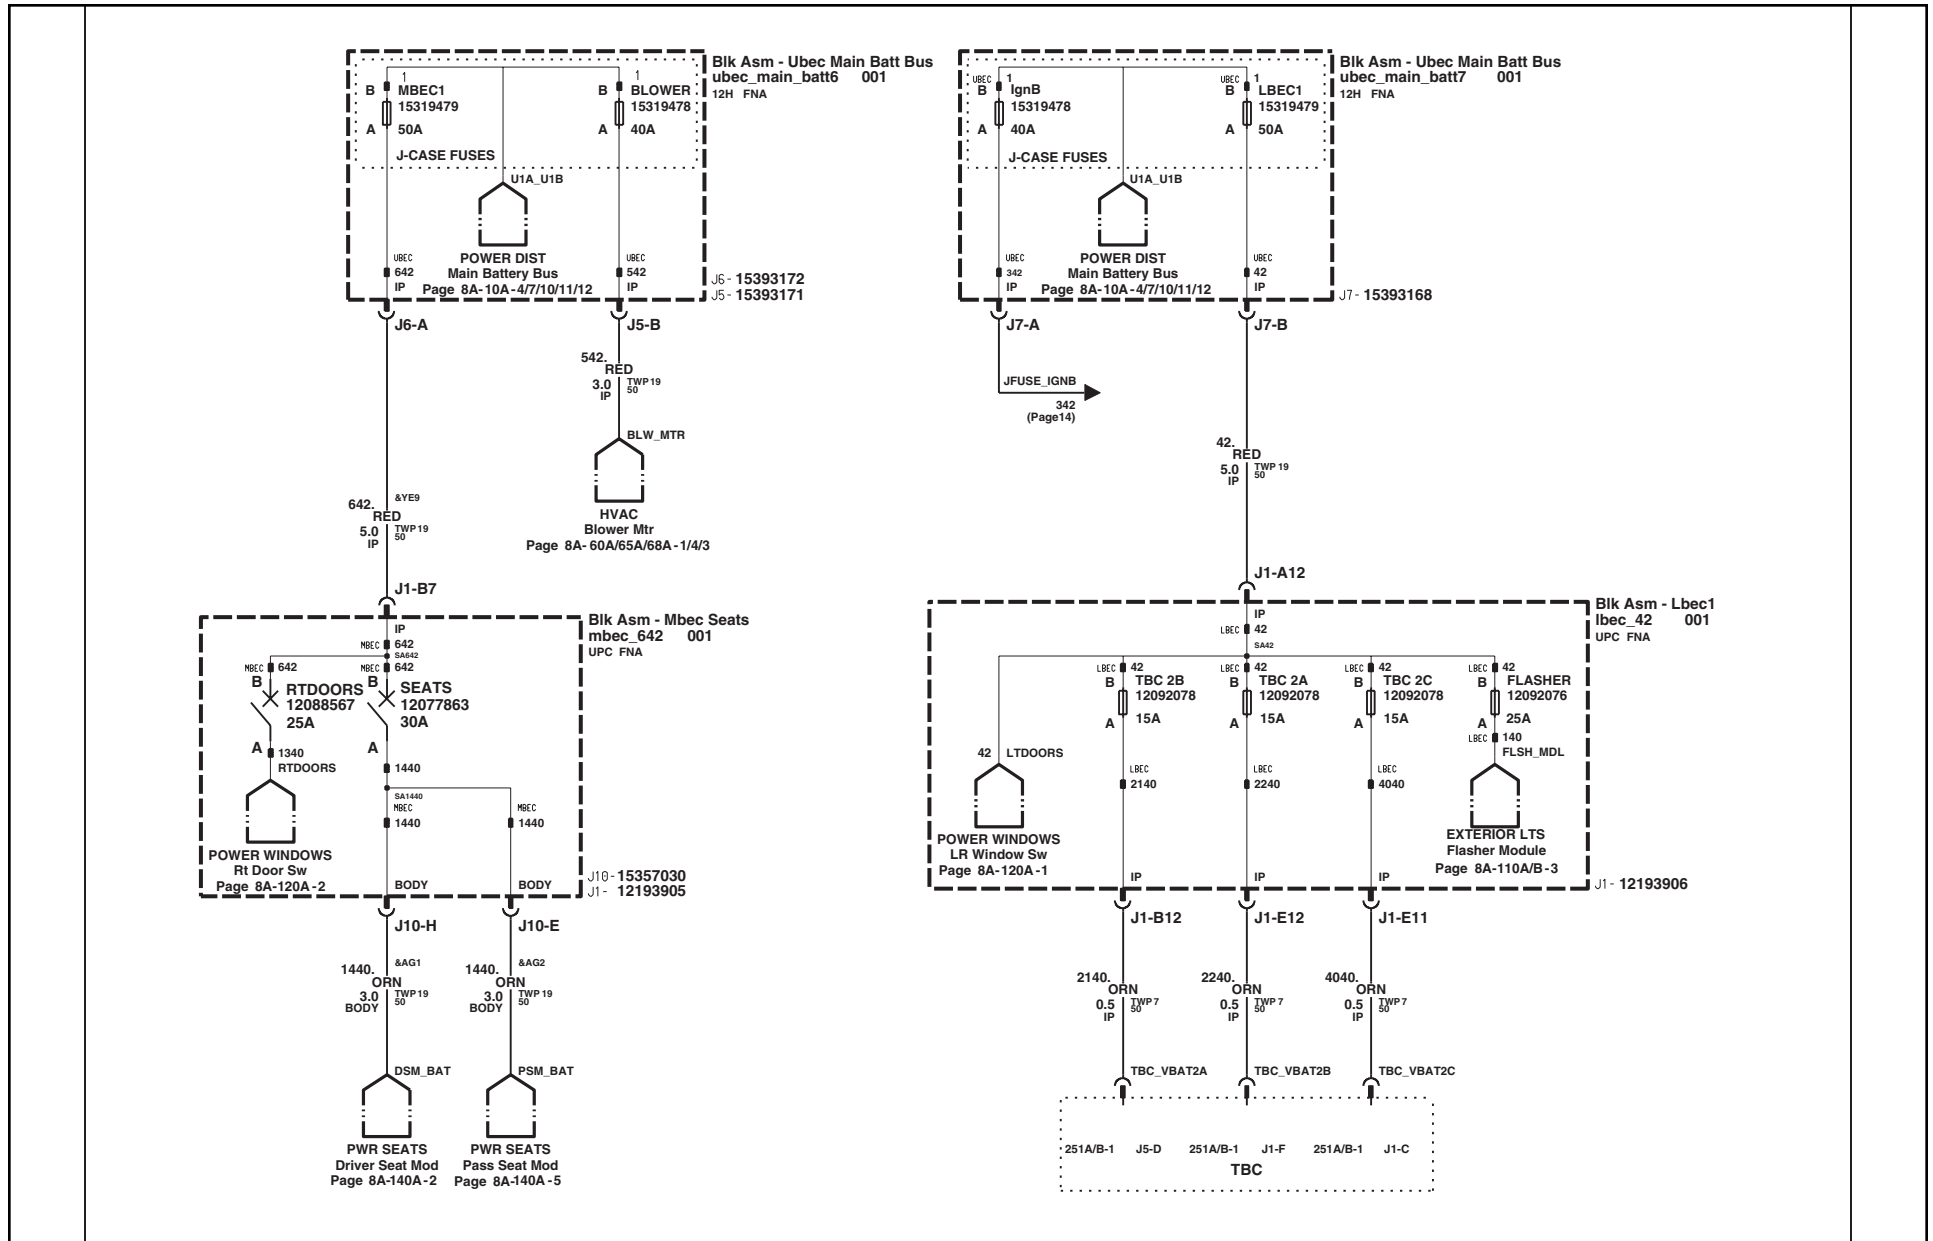 Blk Asm - Ubec Main Batt Bus
ubec_main_batt6 001
12H FNA
1
B MBEC1
15319479
A 50A
1
B BLOWER
15319478
A 40A
J-CASE FUSES
U1A_U1B
POWER DIST
Main Battery Bus
Page 8A-10A-4/7/10/11/12
UBEC
642
IP
UBEC
542
IP
J6- 15393172
J5- 15393171
J6-A
J5-B
542.
RED
3.0 TWP 19
50
IP
BLW_MTR
HVAC
Blower Mtr
Page 8A- 60A/65A/68A-1/4/3
&YE9
642.
RED
5.0 TWP 19
50
IP
J1-B7
Blk Asm - Mbec Seats
mbec_642 001
UPC FNA
IP
MBEC 642
SA642
MBEC 642
MBEC 642
B RTDOORS
12088567
25A
B SEATS
12077863
30A
A 1340
RTDOORS
A
1440
SA1440
MBEC
1440
MBEC
1440
POWER WINDOWS
Rt Door Sw
Page 8A-120A-2
BODY
BODY
J10-15357030
J1- 12193905
J10-H
J10-E
&AG1
1440.
ORN
3.0 TWP 19
50
BODY
&AG2
1440.
ORN
3.0 TWP 19
50
BODY
DSM_BAT
PSM_BAT
PWR SEATS
Driver Seat Mod
Page 8A-140A-2
PWR SEATS
Pass Seat Mod
Page 8A-140A-5
Blk Asm - Ubec Main Batt Bus
ubec_main_batt7 001
12H FNA
UBEC 1
B IgnB
15319478
A 40A
UBEC 1
B LBEC1
15319479
A 50A
J-CASE FUSES
U1A_U1B
POWER DIST
Main Battery Bus
Page 8A-10A-4/7/10/11/12
UBEC
342
IP
UBEC
42
IP
J7- 15393168
J7-A
J7-B
JFUSE_IGNB
342
(Page14)
42.
RED
5.0 TWP 19
50
IP
J1-A12
Blk Asm - Lbec1
lbec_42 001
UPC FNA
IP
LBEC 42
SA42
LBEC 42
B TBC 2B
12092078
A 15A
LBEC 42
B TBC 2A
12092078
A 15A
LBEC 42
B TBC 2C
12092078
A 15A
LBEC 42
B FLASHER
12092076
A 25A
LBEC 140
FLSH_MDL
42 LTDOORS
LBEC
2140
LBEC
2240
LBEC
4040
POWER WINDOWS
LR Window Sw
Page 8A-120A-1
EXTERIOR LTS
Flasher Module
Page 8A-110A/B-3
IP
IP
IP
J1- 12193906
J1-B12
J1-E12
J1-E11
2140.
ORN
0.5 TWP 7
50
IP
2240.
ORN
0.5 TWP 7
50
IP
4040.
ORN
0.5 TWP 7
50
IP
TBC_VBAT2A
TBC_VBAT2B
TBC_VBAT2C
251A/B-1 J5-D 251A/B-1 J1-F 251A/B-1 J1-C
TBC